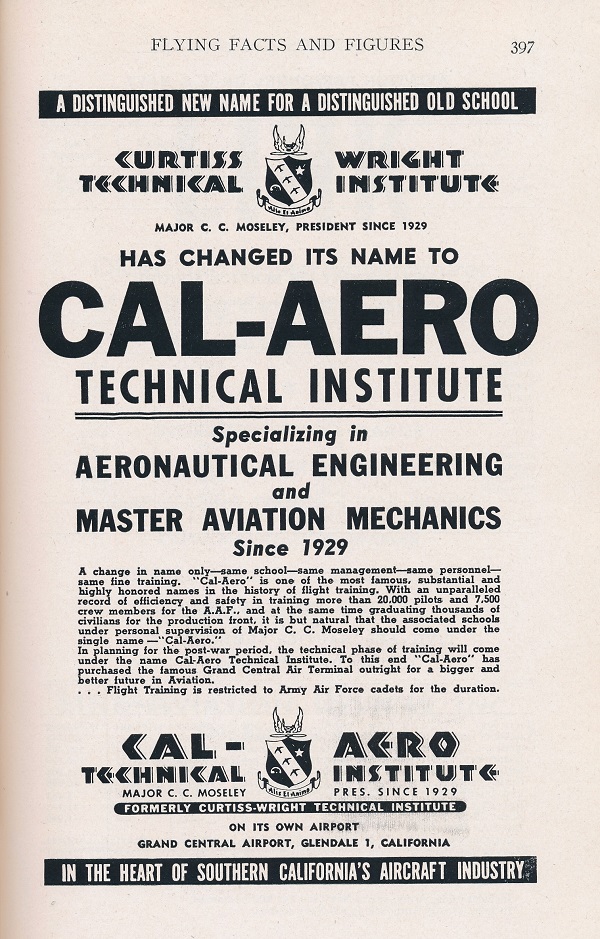 FLYING FACTS AND FIGURES 397
A DISTINGUISHED NEW NAME FOR A DISTINGUISHED OLD SCHOOL
CURTISS WRIGHT
TECHNICAL INSTITUTE
Alis Et Animo
MAJOR C. C. MOSELEY, PRESIDENT SINCE 1929
HAS CHANGED ITS NAME TO
CAL-AERO
TECHNICAL INSTITUTE
Specializing in
AERONAUTICAL ENGINEERING
and
MASTER AVIATION MECHANICS
Since 1929
A change in name only—same school—same management—same personnel—
same fine training. "Cal-Aero" is one of the most famous, substantial and
highly honored names in the history of flight training. With an unparalleled
record of efficiency and safety in training more than 20,000 pilots and 7,500
crew members for the A.A.F., and at the same time graduating thousands of
civilians for the production front, it is but natural that the associated schools
under personal supervision of Major C. C. Moseley should come under the
single name—"Cal-Aero."
In planning for the post-war period, the technical phase of training will come
under the name Cal-Aero Technical Institute. To this end "Cal-Aero" has
purchased the famous Grand Central Air Terminal outright for a bigger and
better future in Aviation.
. . . Flight Training is restricted to Army Air Force cadets for the duration.
CAL- AERO
TECHNICAL INSTITUTE
Alis Et Animo
MAJOR C. C. MOSELEY PRES. SINCE 1929
FORMERLY CURTISS-WRIGHT TECHNICAL INSTITUTE
ON ITS OWN AIRPORT
GRAND CENTRAL AIRPORT, GLENDALE 1, CALIFORNIA
IN THE HEART OF SOUTHERN CALIFORNIA'S AIRCRAFT INDUSTRY